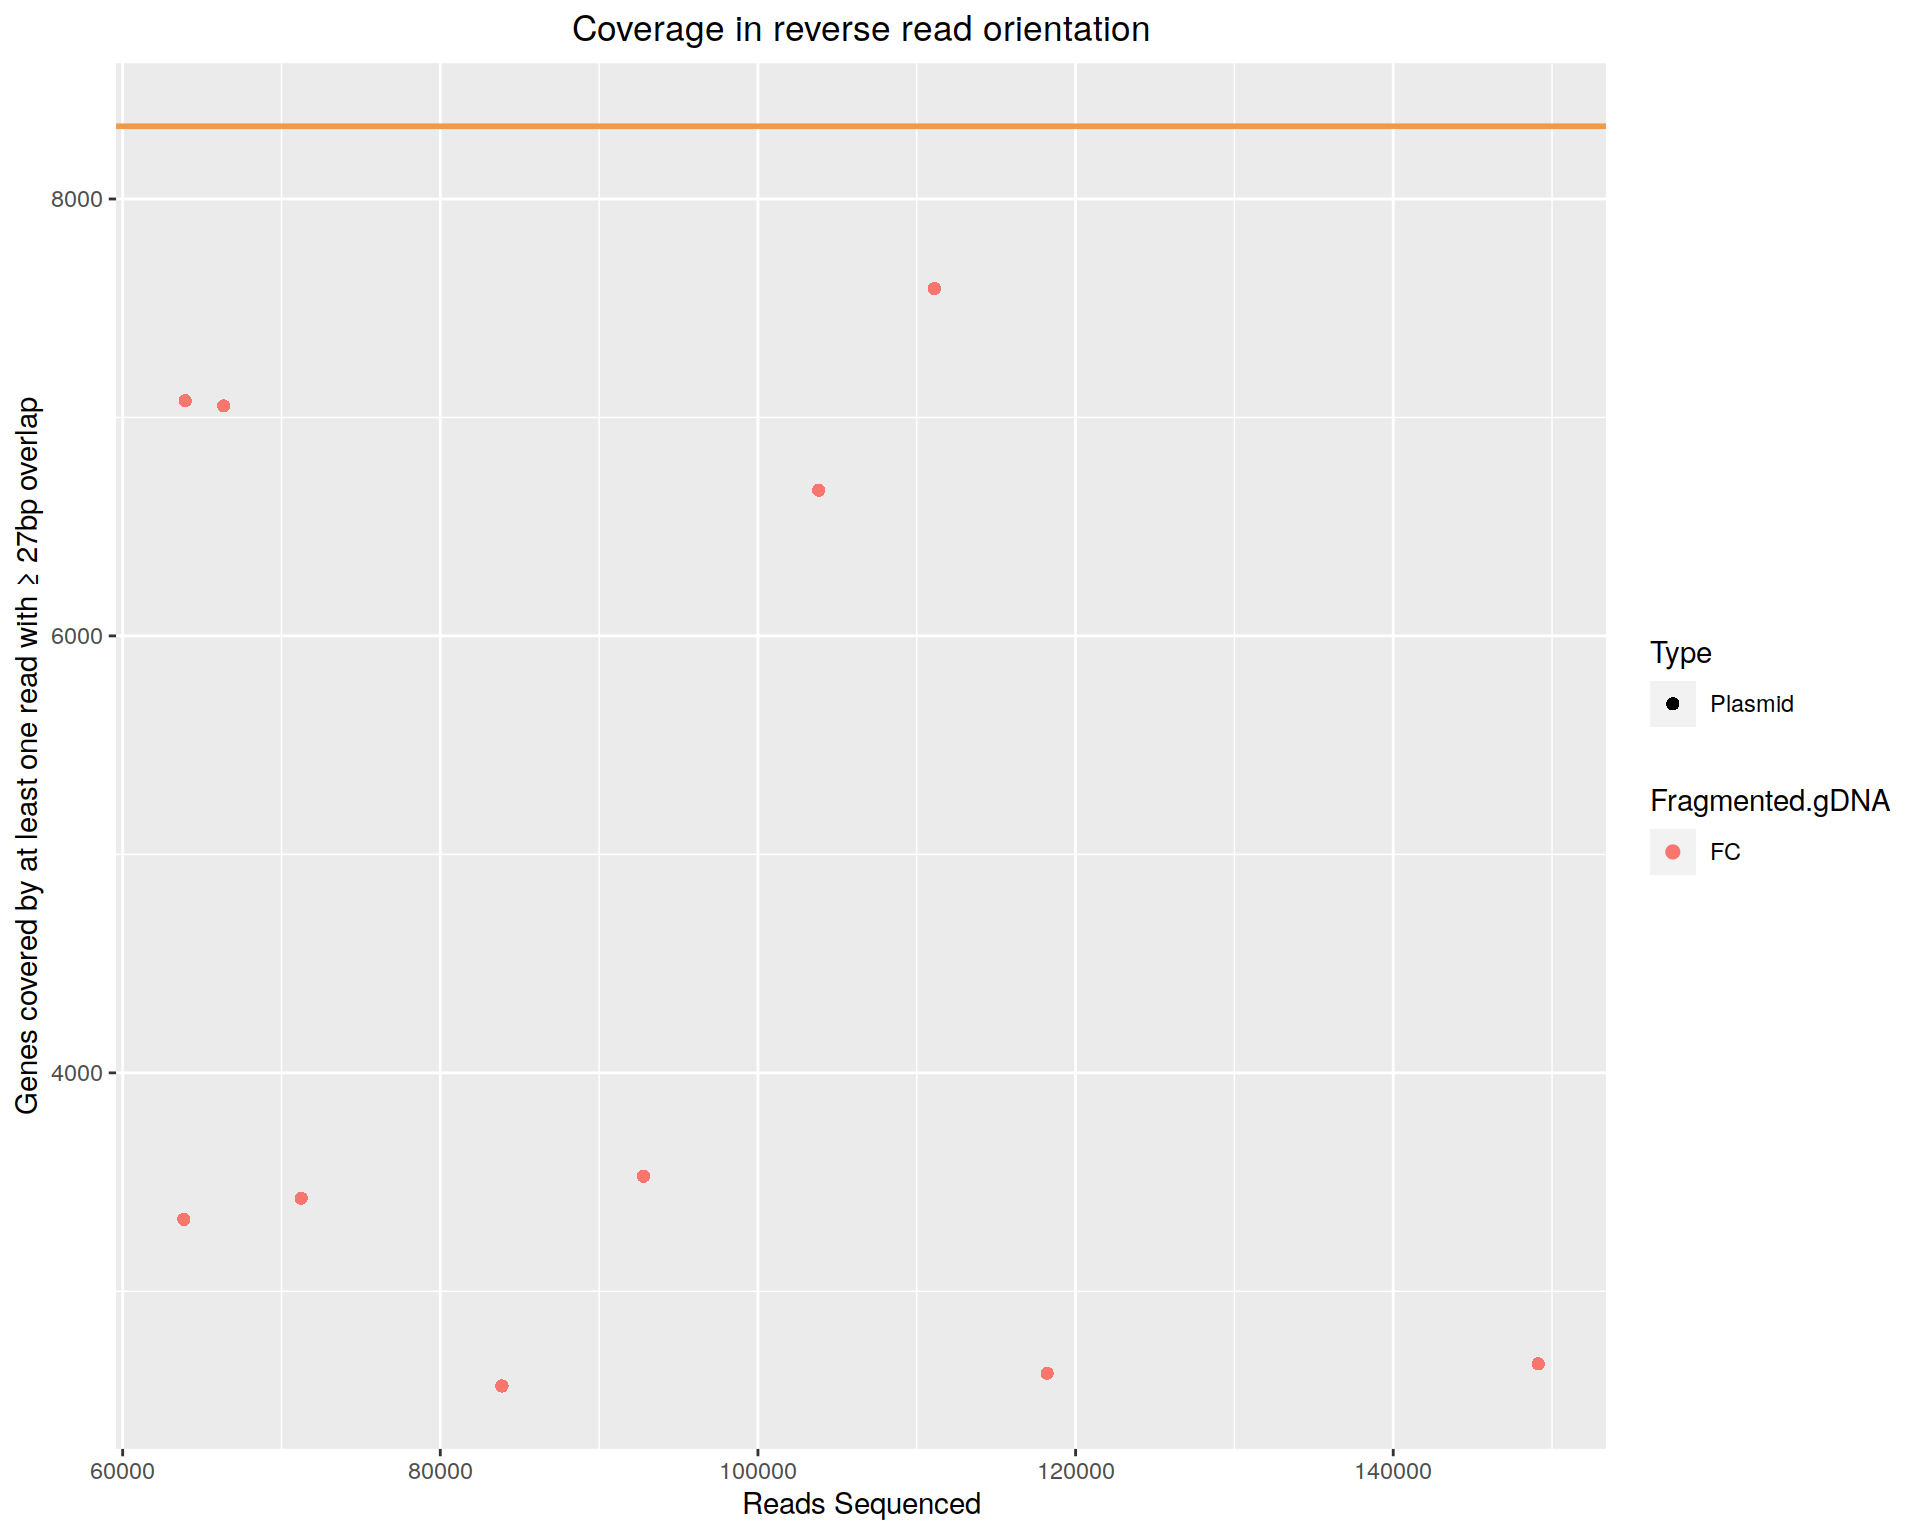 Coverage in reverse read orientation
Genes covered by at least one read with ≥ 27bp overlap
8000
6000
4000
60000
80000
100000
120000
140000
Reads Sequenced
Type
Plasmid
Fragmented.gDNA
FC